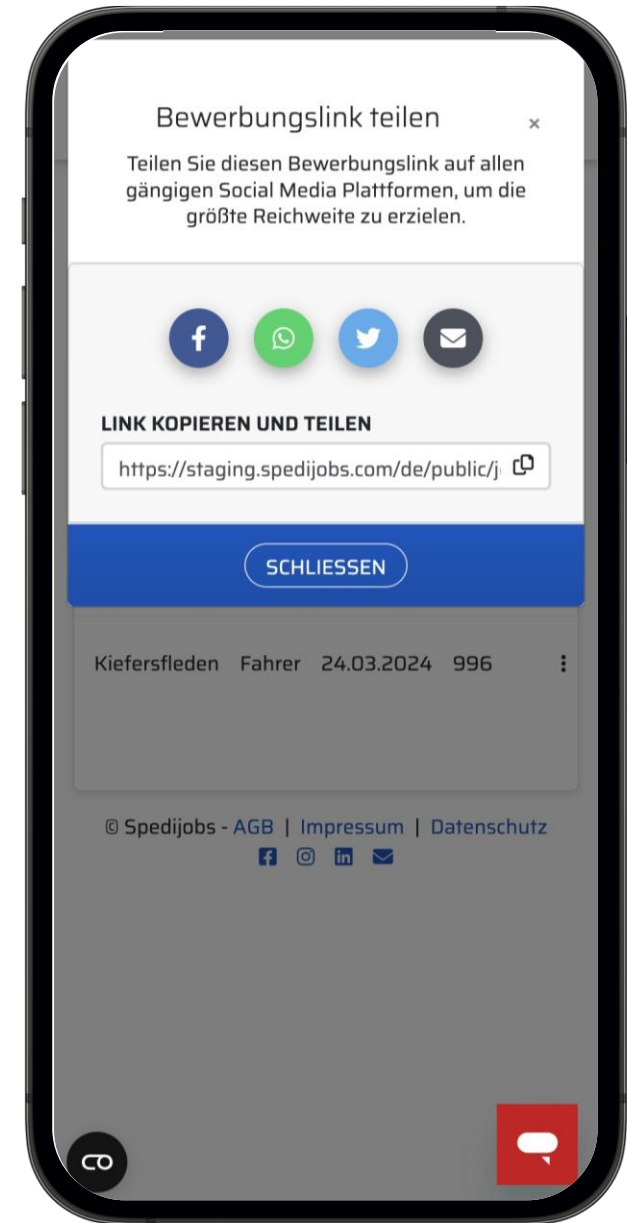 Bewerbungslink teilen
×
Teilen Sie diesen Bewerbungslink auf allen
gängigen Social Media Plattformen, um die
größte Reichweite zu erzielen.
LINK KOPIEREN UND TEILEN
https://staging.spedijobs.com/de/public/j
SCHLIESSEN
Kiefersfleden Fahrer 24.03.2024 996
© Spedijobs - AGB | Impressum | Datenschutz